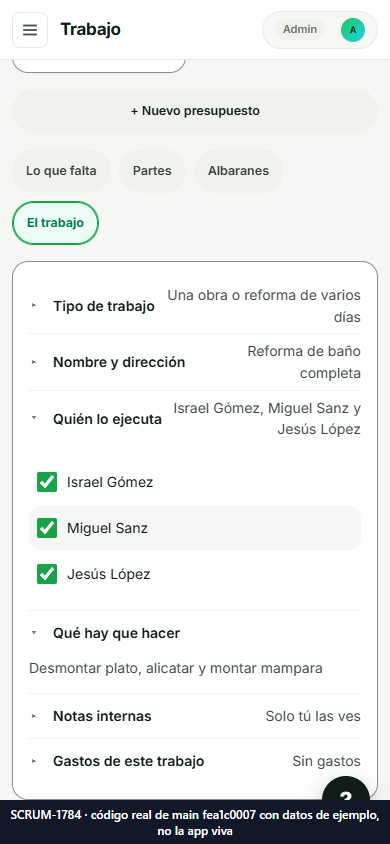 Trabajo
Admin
A
+ Nuevo presupuesto
Lo que falta
Partes
Albaranes
El trabajo
Tipo de trabajo
Una obra o reforma de varios
días
Nombre y dirección
Reforma de baño
completa
Quién lo ejecuta
Israel Gómez, Miguel Sanz y
Jesús López
Israel Gómez
Miguel Sanz
Jesús López
Qué hay que hacer
Desmontar plato, alicatar y montar mampara
Notas internas
Solo tú las ves
Gastos de este trabajo
Sin gastos
SCRUM-1784 · código real de main fea1c0007 con datos de ejemplo,
no la app viva